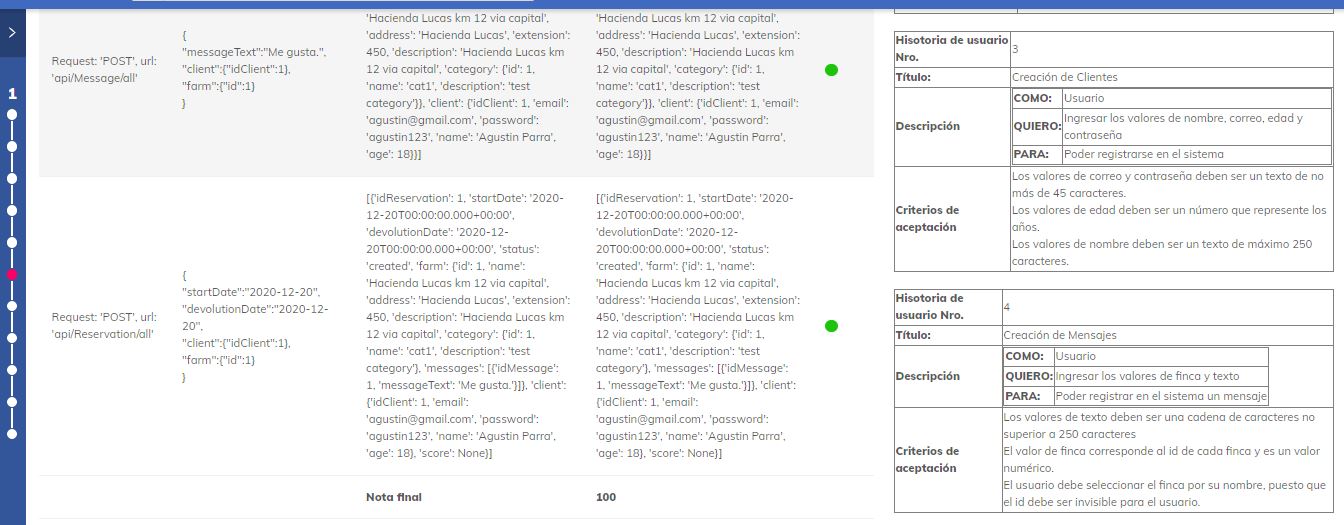 1
'Hacienda Lucas km 12 via capital',
'address': 'Hacienda Lucas', 'extension':
450, 'description': 'Hacienda Lucas km
12 via capital', 'category': {'id': 1,
'name': 'cat1', 'description': 'test
category'}}, 'client': {'idClient': 1, 'email':
'agustin@gmail.com', 'password':
'agustin123', 'name': 'Agustin Parra',
'age': 18}}]
'Hacienda Lucas km 12 via capital',
'address': 'Hacienda Lucas', 'extension':
450, 'description': 'Hacienda Lucas km
12 via capital', 'category': {'id': 1,
'name': 'cat1', 'description': 'test
category'}}, 'client': {'idClient': 1, 'email':
'agustin@gmail.com', 'password':
'agustin123', 'name': 'Agustin Parra',
'age': 18}}]
Request: 'POST', url:
'api/Message/all'
{
"messageText":"Me gusta.",
"client":{"idClient":1},
"farm":{"id":1}
}
Request: 'POST', url:
'api/Reservation/all'
{
"startDate":"2020-12-20",
"devolutionDate":"2020-12-
20",
"client":{"idClient":1},
"farm":{"id":1}
}
[{'idReservation': 1, 'startDate': '2020-
12-20T00:00:00.000+00:00',
'devolutionDate': '2020-12-
20T00:00:00.000+00:00', 'status':
'created', 'farm': {'id': 1, 'name':
'Hacienda Lucas km 12 via capital',
'address': 'Hacienda Lucas', 'extension':
450, 'description': 'Hacienda Lucas km
12 via capital', 'category': {'id': 1,
'name': 'cat1', 'description': 'test
category'}, 'messages': [{'idMessage':
1, 'messageText': 'Me gusta.'}]}, 'client':
{'idClient': 1, 'email':
'agustin@gmail.com', 'password':
'agustin123', 'name': 'Agustin Parra',
'age': 18}, 'score': None}]
[{'idReservation': 1, 'startDate': '2020-
12-20T00:00:00.000+00:00',
'devolutionDate': '2020-12-
20T00:00:00.000+00:00', 'status':
'created', 'farm': {'id': 1, 'name':
'Hacienda Lucas km 12 via capital',
'address': 'Hacienda Lucas', 'extension':
450, 'description': 'Hacienda Lucas km
12 via capital', 'category': {'id': 1,
'name': 'cat1', 'description': 'test
category'}, 'messages': [{'idMessage':
1, 'messageText': 'Me gusta.'}]}, 'client':
{'idClient': 1, 'email':
'agustin@gmail.com', 'password':
'agustin123', 'name': 'Agustin Parra',
'age': 18}, 'score': None}]
Nota final 100
Hisotoria de usuario
Nro.
3
Título: Creación de Clientes
Descripción
COMO: Usuario
QUIERO: Ingresar los valores de nombre, correo, edad y
contraseña
PARA: Poder registrarse en el sistema
Criterios de
aceptación
Los valores de correo y contraseña deben ser un texto de no
más de 45 caracteres.
Los valores de edad deben ser un número que represente los
años.
Los valores de nombre deben ser un texto de máximo 250
caracteres.
Hisotoria de
usuario Nro.
4
Título: Creación de Mensajes
Descripción
COMO: Usuario
QUIERO: Ingresar los valores de finca y texto
PARA: Poder registrar en el sistema un mensaje
Criterios de
aceptación
Los valores de texto deben ser una cadena de caracteres no
superior a 250 caracteres
El valor de finca corresponde al id de cada finca y es un valor
numérico.
El usuario debe seleccionar el finca por su nombre, puesto que
el id debe ser invisible para el usuario.